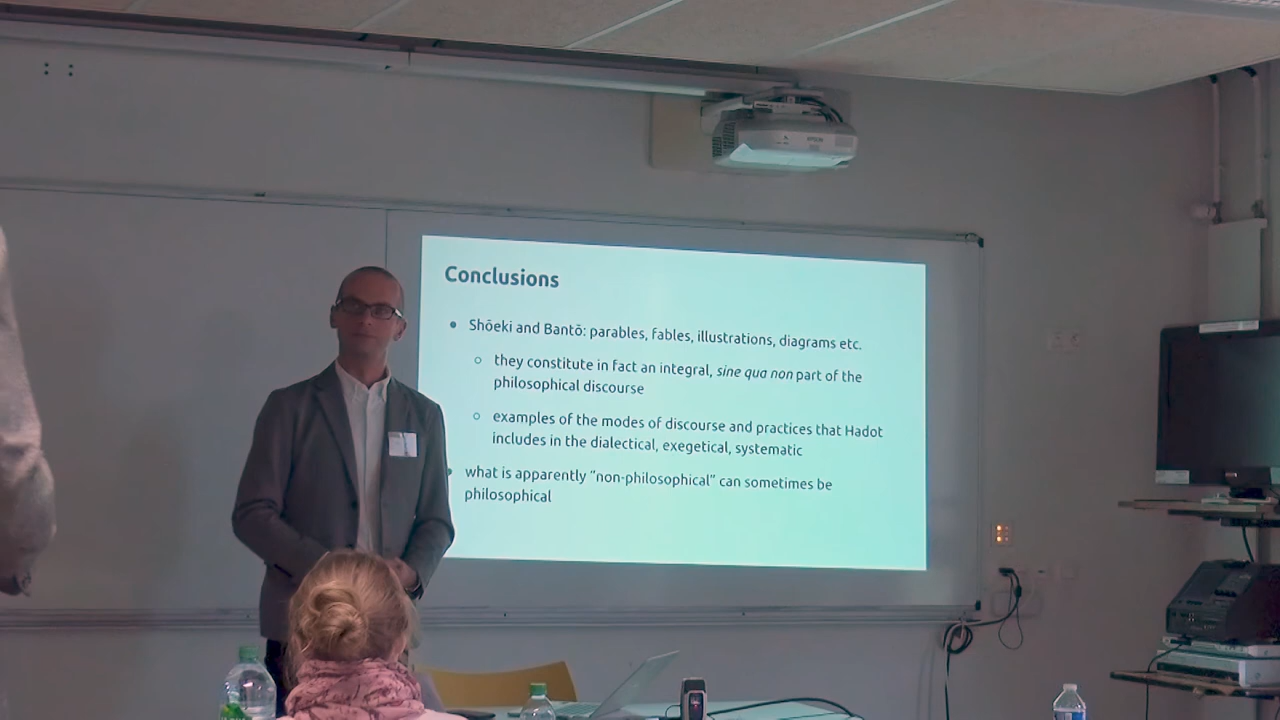 Conclusions
Shōeki and Bantō: parables, fables, illustrations, diagrams etc.
they constitute in fact an integral, sine qua non part of the
philosophical discourse
examples of the modes of discourse and practices that Hadot
includes in the dialectical, exegetical, systematic
what is apparently “non-philosophical” can sometimes be
philosophical
EPSON